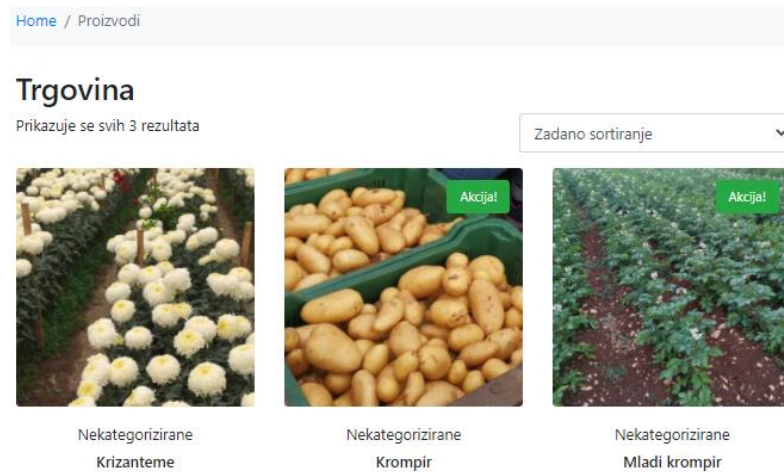 Home / Proizvodi
Trgovina
Prikazuje se svih 3 rezultata
Zadano sortiranje
Akcija!
Akcija!
Nekategorizirane
Nekategorizirane
Nekategorizirane
Krizanteme
Krompir
Mladi krompir